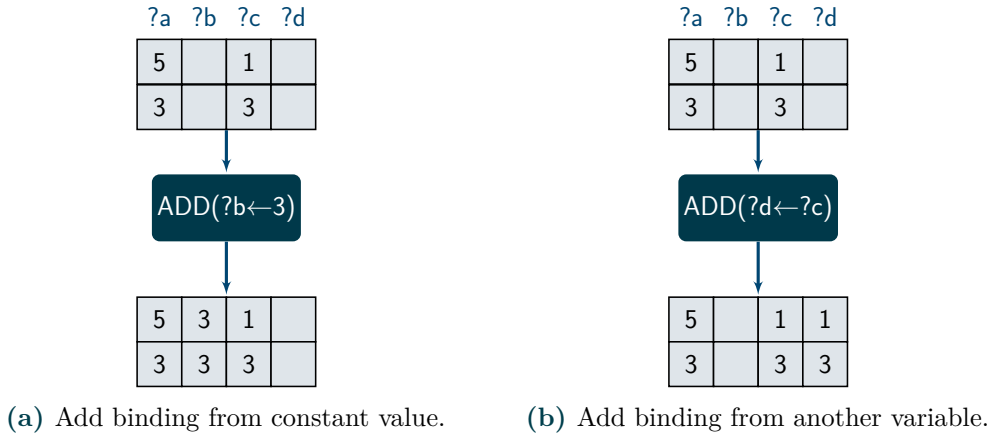 ?a ?b ?c ?d
5 1
3 3
ADD(?b←3)
5 3 1
3 3 3
(a) Add binding from constant value.
?a ?b ?c ?d
5 1
3 3
ADD(?d←?c)
5 1 1
3 3 3
(b) Add binding from another variable.